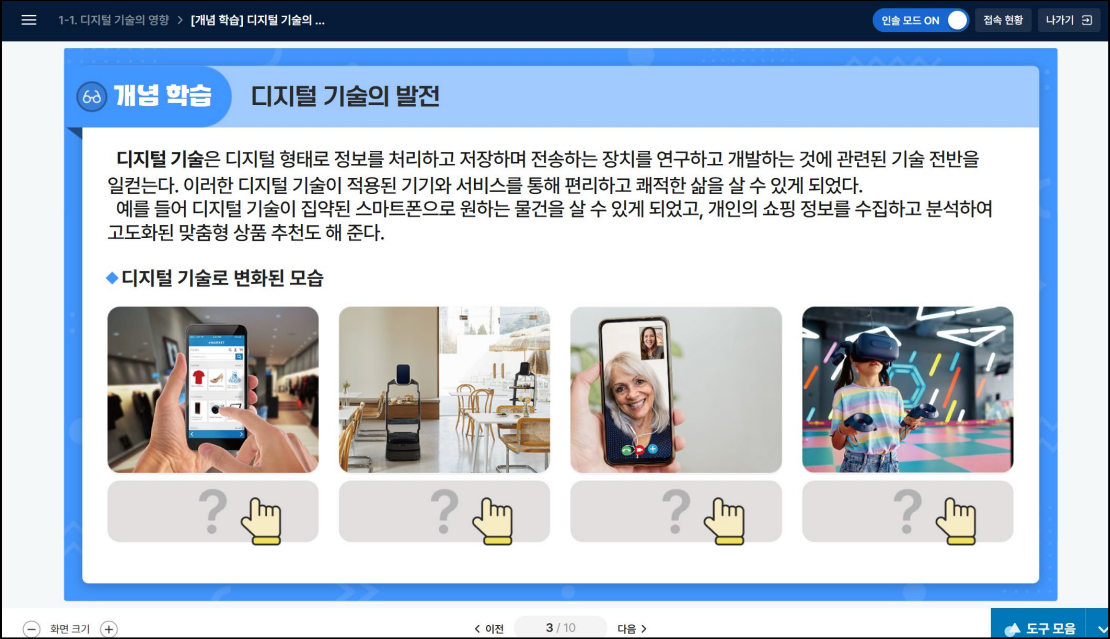 1-1. 디지털 기술의 영향 > [개념 학습] 디지털 기술의 ...
인솔 모드 ON
접속 현황
나가기
개념 학습
디지털 기술의 발전
디지털 기술은 디지털 형태로 정보를 처리하고 저장하며 전송하는 장치를 연구하고 개발하는 것에 관련된 기술 전반을
일컫는다. 이러한 디지털 기술이 적용된 기기와 서비스를 통해 편리하고 쾌적한 삶을 살 수 있게 되었다.
예를 들어 디지털 기술이 집약된 스마트폰으로 원하는 물건을 살 수 있게 되었고, 개인의 쇼핑 정보를 수집하고 분석하여
고도화된 맞춤형 상품 추천도 해 준다.
◆디지털 기술로 변화된 모습
? ? ? ?
화면 크기
< 이전 3 / 10 다음 >
도구 모음